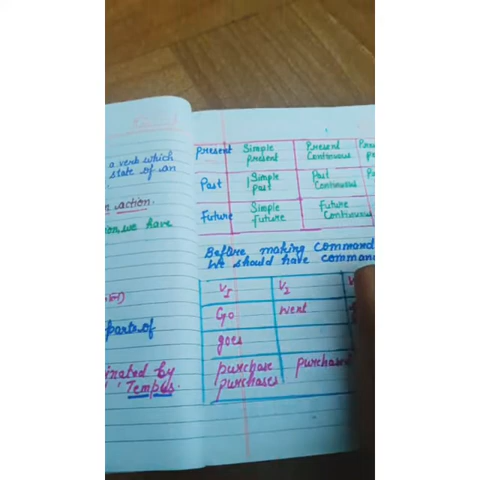 a verb which
state of an
action.
we have
parts of
by
Tempus.
Present Simple present Present Continuous
Past Simple past Past Continuous
Future Simple future Future Continuous
Before making command
We should have comman
V1 V2
Go went
goes
purchase purchased
purchases